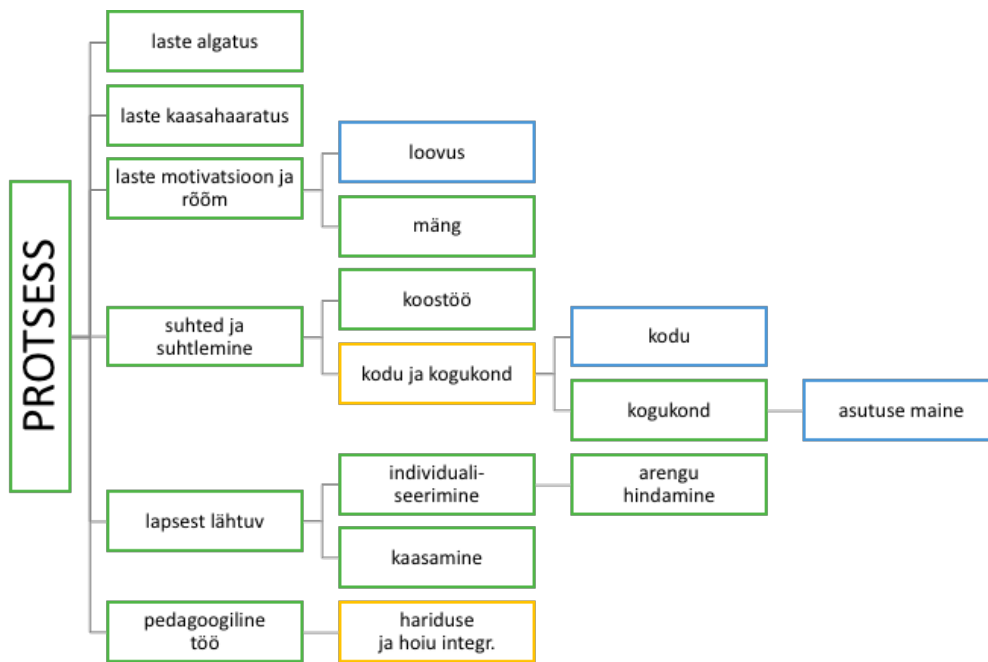 PROTSESS
laste algatus
laste kaasahaaratus
laste motivatsioon ja
rõõm
loovus
mäng
suhted ja
suhtlemine
koostöö
kodu ja kogukond
kodu
kogukond
asutuse maine
lapsest lähtuv
individuali-
seerimine
arengu
hindamine
kaasamine
pedagoogiline
töö
hariduse
ja hoiu integr.